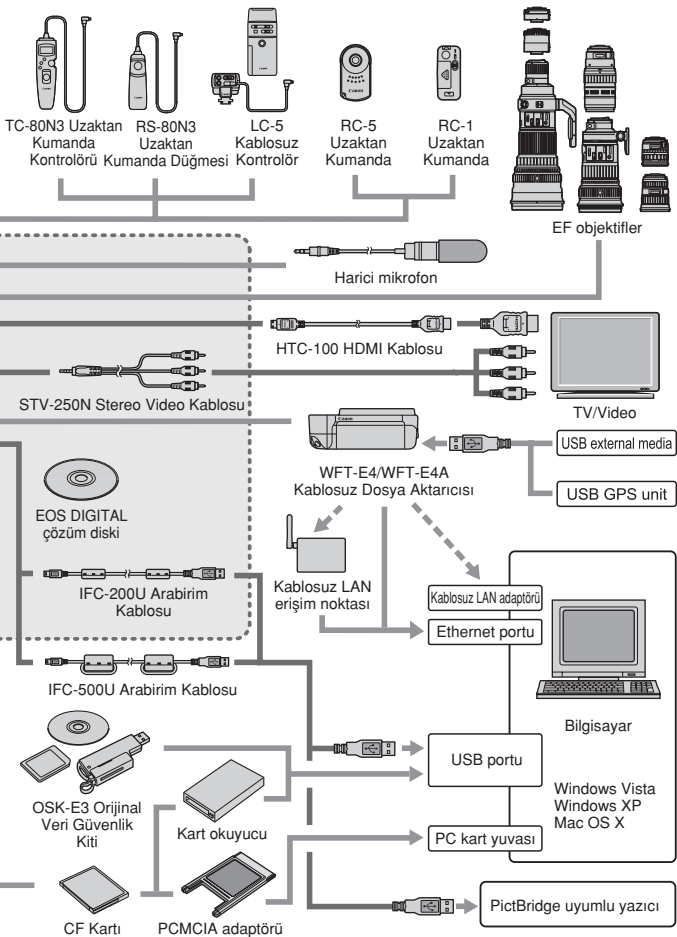 TC-80N3 Uzaktan
Kumanda
Kontrolörü
RS-80N3
Uzaktan
Kumanda Düğmesi
LC-5
Kablosuz
Kontrolör
RC-5
Uzaktan
Kumanda
RC-1
Uzaktan
Kumanda
EF objektifler
Harici mikrofon
HTC-100 HDMI Kablosu
STV-250N Stereo Video Kablosu
TV/Video
WFT-E4/WFT-E4A
Kablosuz Dosya Aktarıcısı
USB external media
USB GPS unit
EOS DIGITAL
çözüm diski
Kablosuz LAN
erişim noktası
Kablosuz LAN adaptörü
Ethernet portu
IFC-200U Arabirim
Kablosu
IFC-500U Arabirim Kablosu
Bilgisayar
USB portu
Windows Vista
Windows XP
Mac OS X
OSK-E3 Orijinal
Veri Güvenlik
Kiti
Kart okuyucu
PC kart yuvası
CF Kartı
PCMCIA adaptörü
PictBridge uyumlu yazıcı